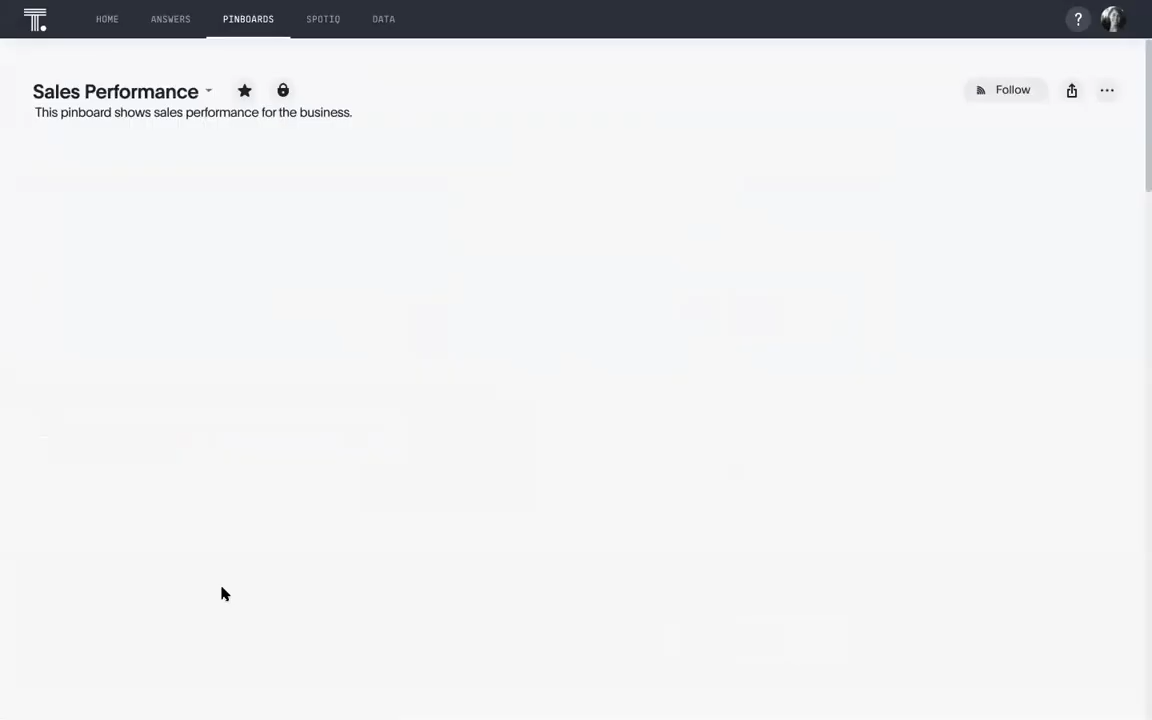 HOME ANSWERS PINBOARDS SPOTIQ DATA ?
Sales Performance Follow
This pinboard shows sales performance for the business.